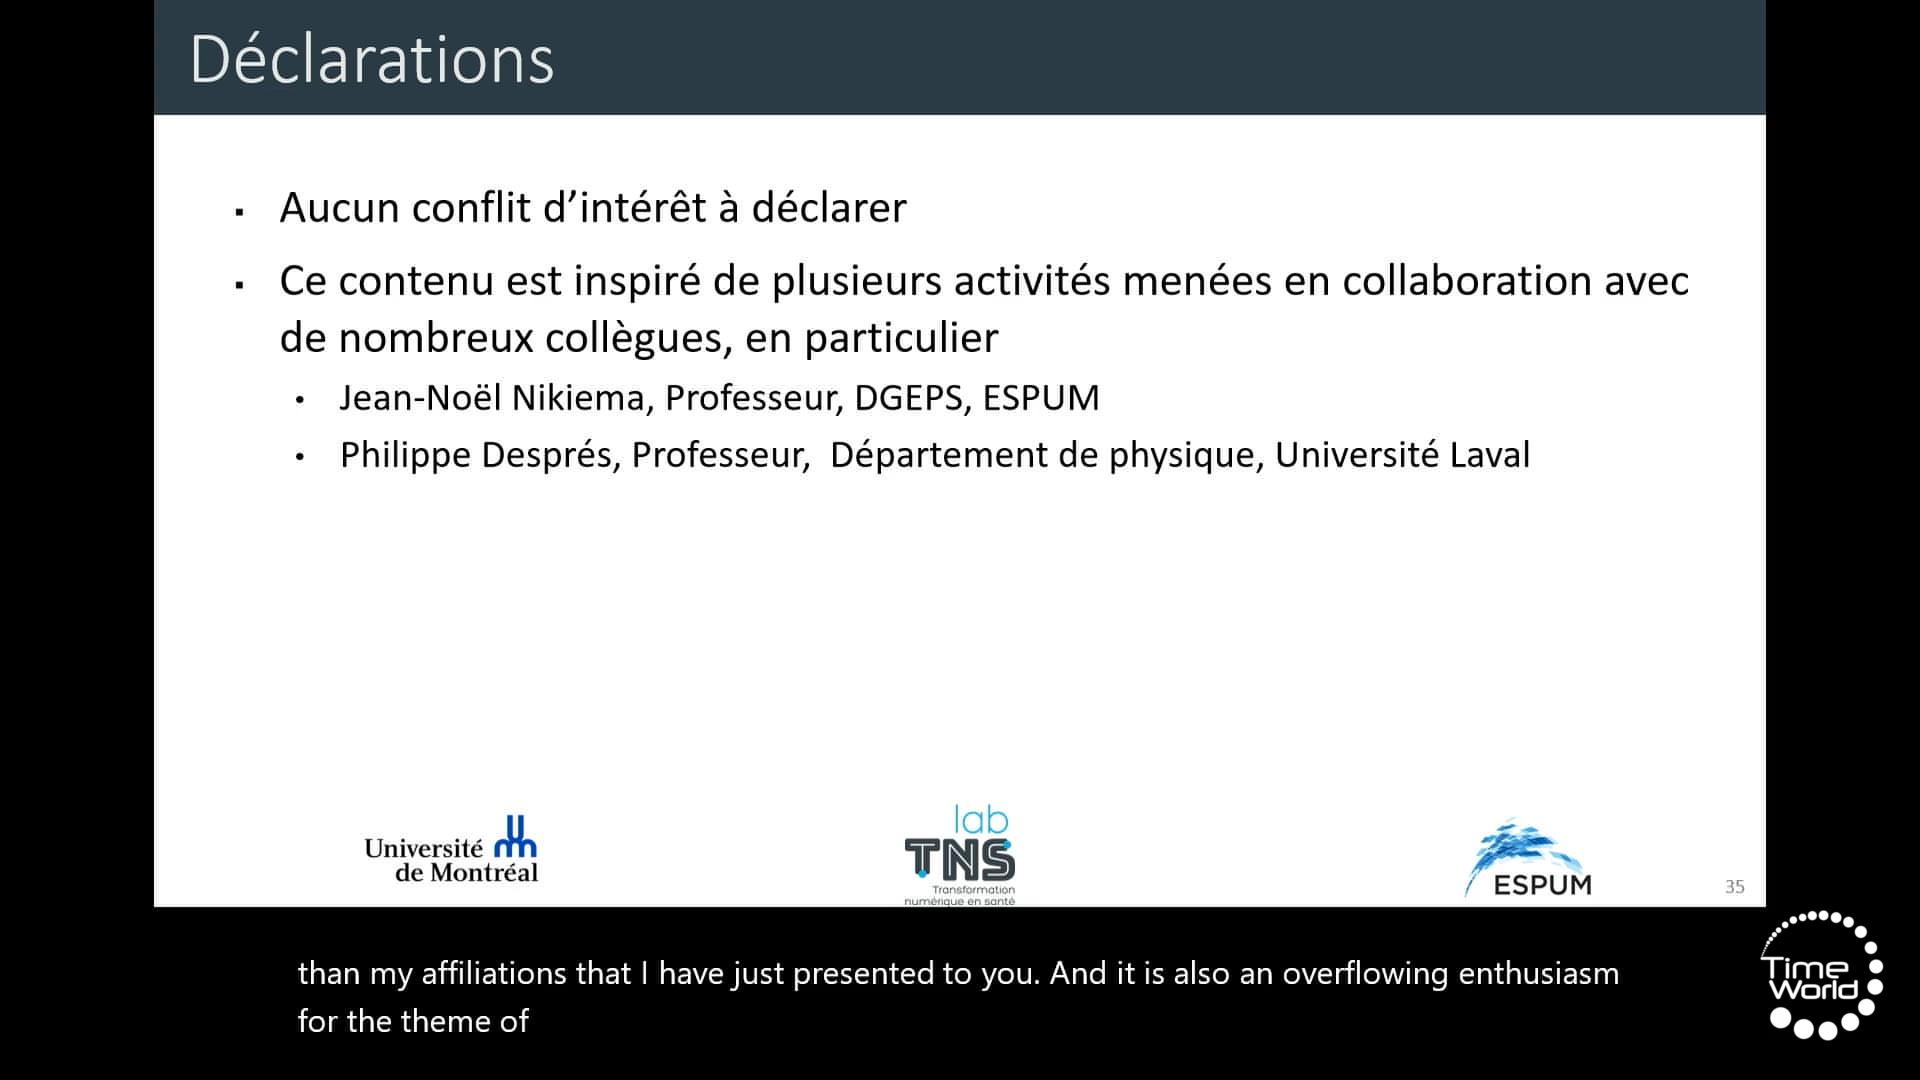 Déclarations
▪ Aucun conflit d’intérêt à déclarer
▪ Ce contenu est inspiré de plusieurs activités menées en collaboration avec
de nombreux collègues, en particulier
• Jean-Noël Nikiema, Professeur, DGEPS, ESPUM
• Philippe Després, Professeur,  Département de physique, Université Laval
Université
de Montréal
lab
TNS
Transformation
numérique en santé
ESPUM
35
than my affiliations that I have just presented to you. And it is also an overflowing enthusiasm
for the theme of
Time
World